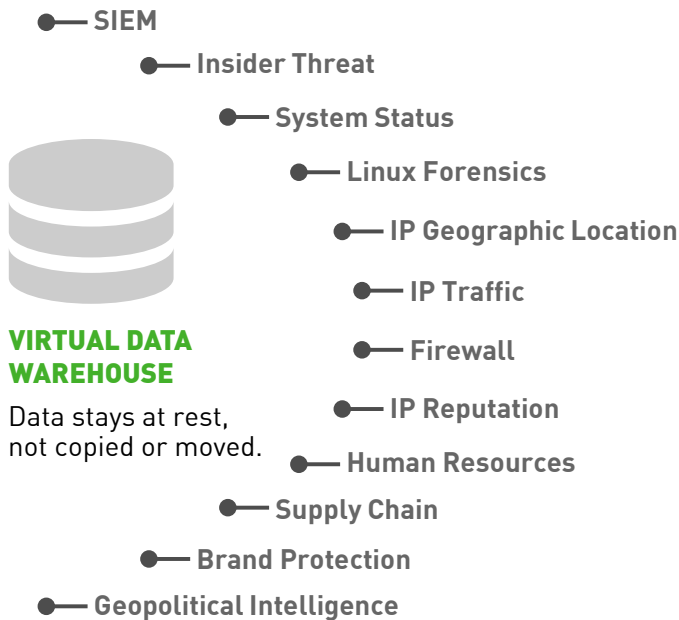 SIEM
Insider Threat
System Status
Linux Forensics
IP Geographic Location
IP Traffic
Firewall
IP Reputation
Human Resources
Supply Chain
Brand Protection
Geopolitical Intelligence
VIRTUAL DATA
WAREHOUSE
Data stays at rest,
not copied or moved.